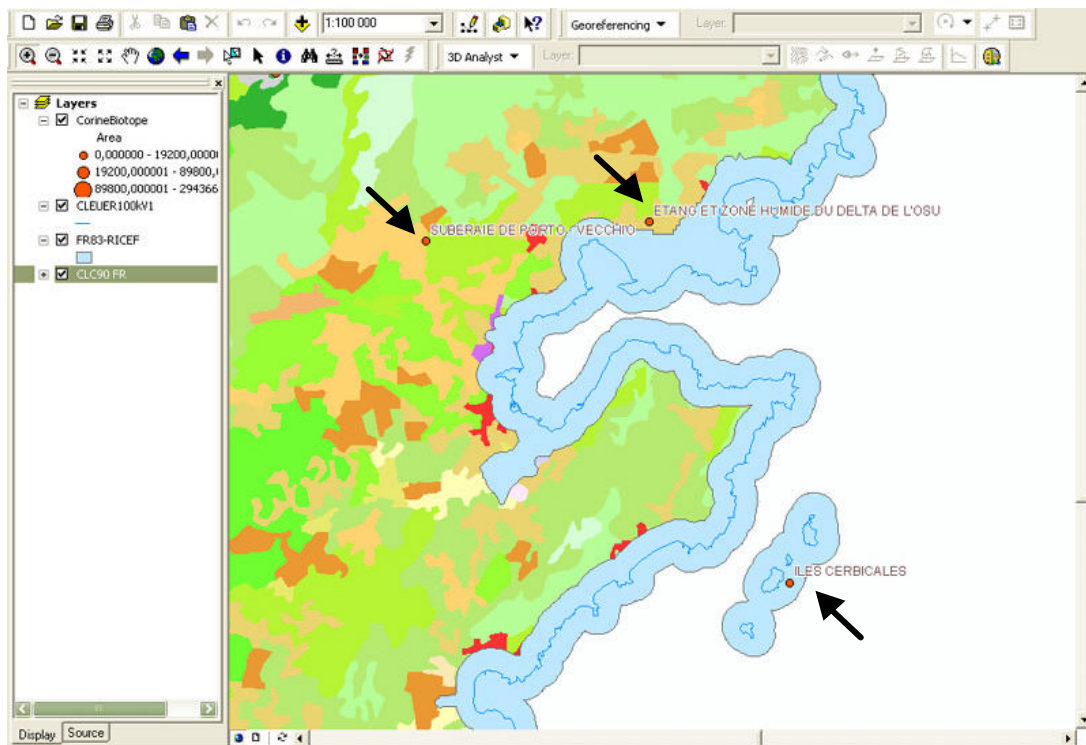 1:100 000
Georeferencing
Layer:
3D Analyst
Layer:
Layers
CorineBiotope
Area
0,000000 - 19200,0000
19200,000001 - 89800,
89800,000001 - 294366
CLEUER100kV1
FR83-RICEF
CLC90 FR
ETANG ET ZONE HUMIDE DU DELTA DE L'OSU
SUBERAIE DE PORTO - VECCHIO
ILES CERBICALES
Display
Source